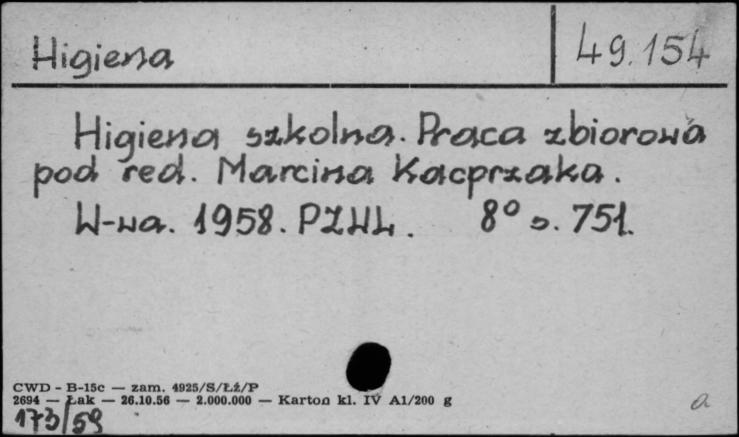 Higiena 49.154
Higiena szkolna. Praca zbiorowa
pod red. Marcina Kacprzaka.
W-wa. 1958. PZWL. 8° s. 751.
CWD - B-15c — zam. 4925/S/Łż/P
2694 — Łak — 26.10.56 — 2.000.000 — Karton kl. IV A1/200 g
173/59
a